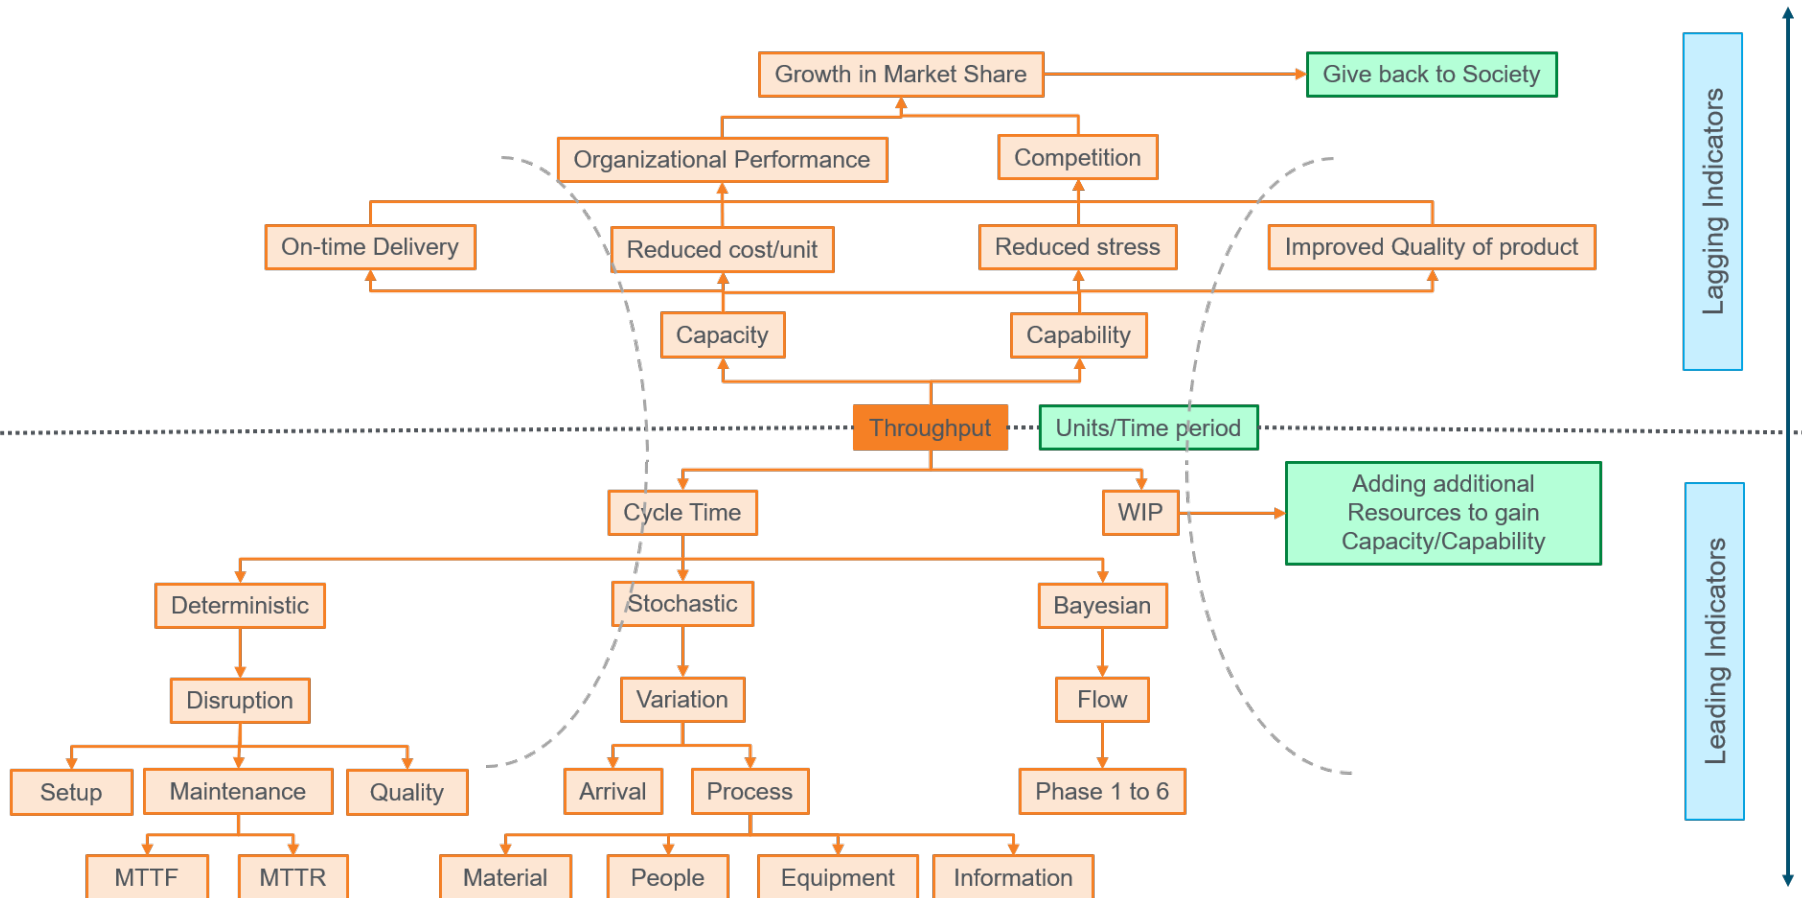 Growth in Market Share
Give back to Society
Organizational Performance
Competition
On-time Delivery
Reduced cost/unit
Reduced stress
Improved Quality of product
Capacity
Capability
Lagging Indicators
Throughput
Units/Time period
Cycle Time
WIP
Adding additional
Resources to gain
Capacity/Capability
Deterministic
Stochastic
Bayesian
Disruption
Variation
Flow
Leading Indicators
Setup
Maintenance
Quality
Arrival
Process
Phase 1 to 6
MTTF
MTTR
Material
People
Equipment
Information